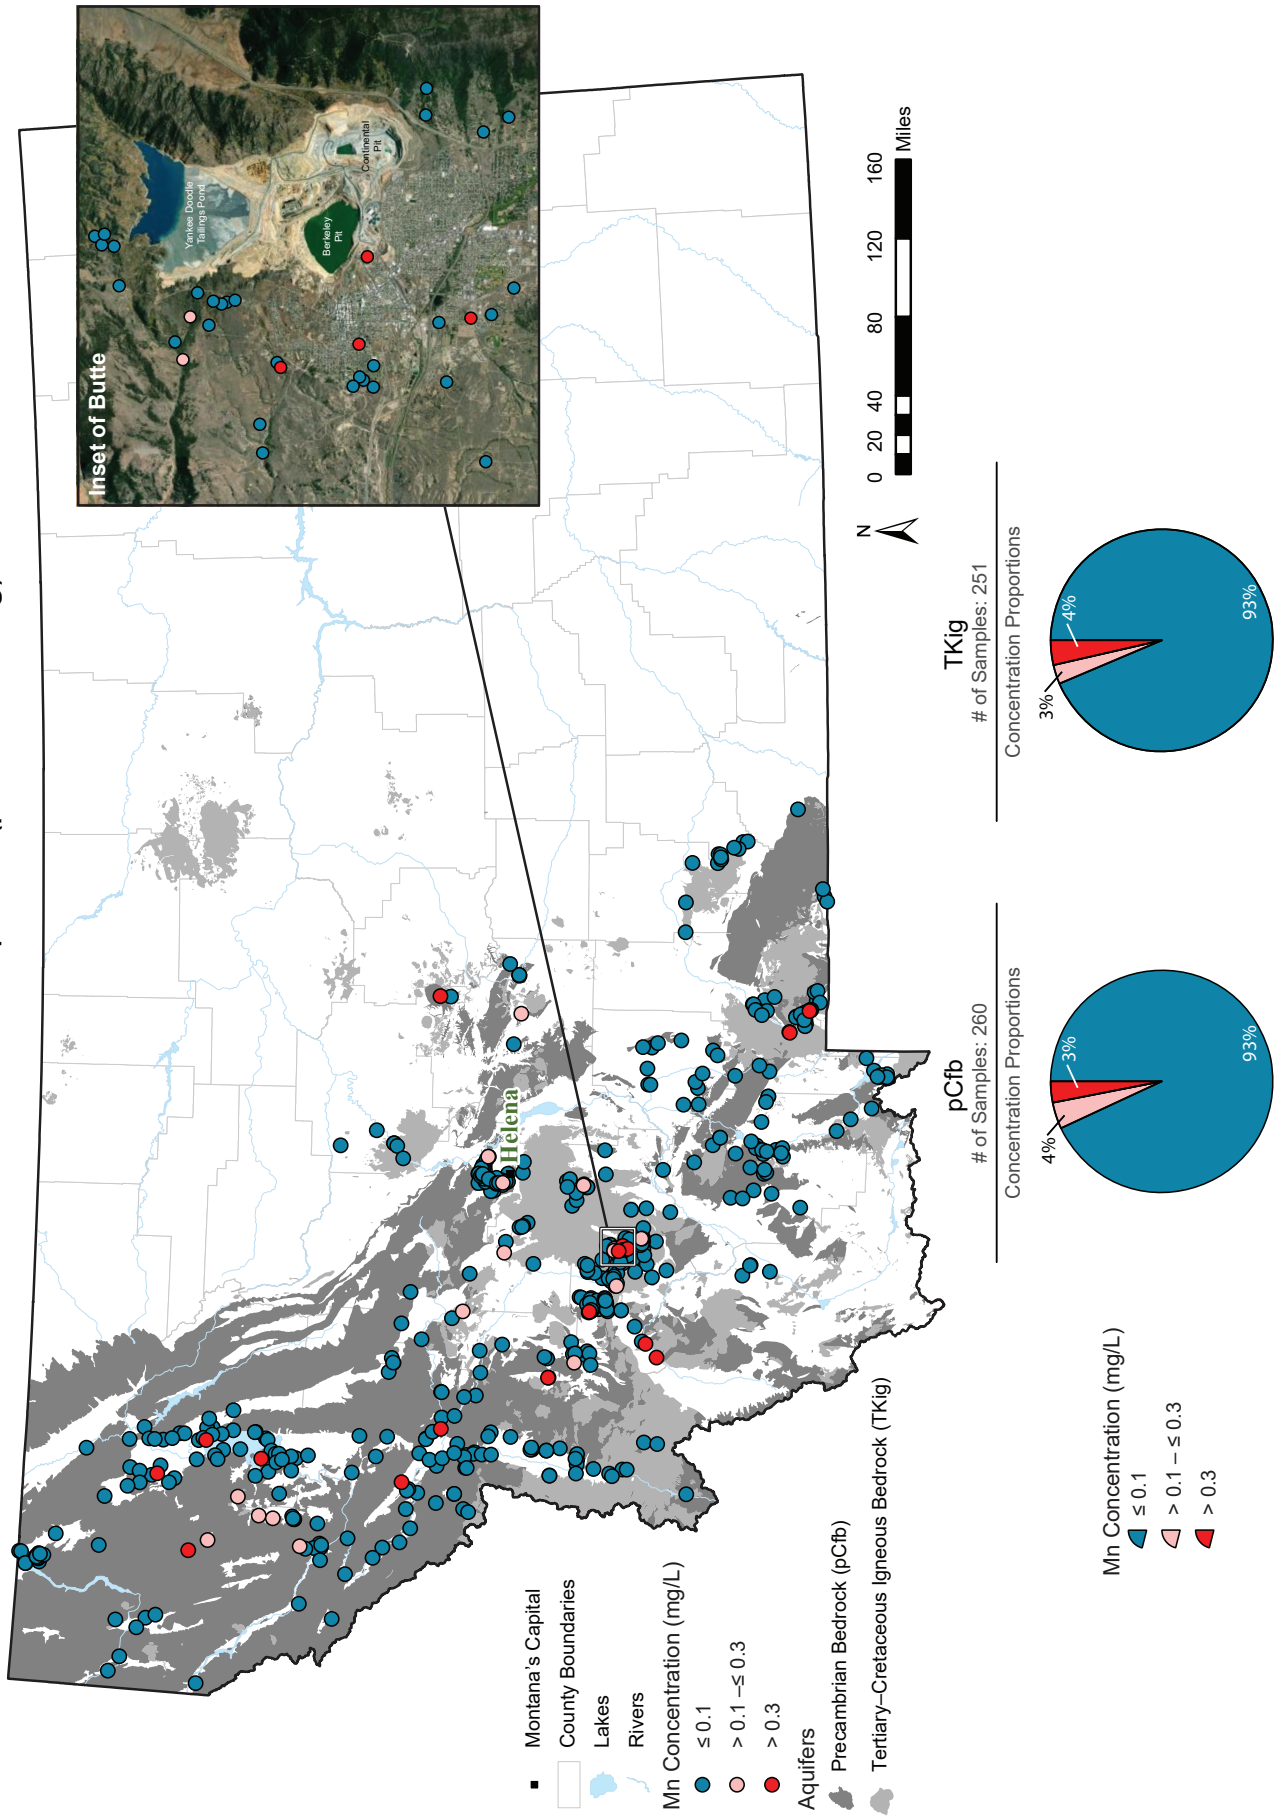 Inset of Butte
Yankee Doodle
Tailings Pond
Berkeley
Pit
Continental
Pit
Helena
Montana's Capital
County Boundaries
Lakes
Rivers
Mn Concentration (mg/L)
≤ 0.1
> 0.1 –≤ 0.3
> 0.3
Aquifers
Precambrian Bedrock (pCfb)
Tertiary–Cretaceous Igneous Bedrock (TKig)
N
0 20 40 80 120 160
Miles
pCfb
# of Samples: 260
Concentration Proportions
4%
3%
93%
TKig
# of Samples: 251
Concentration Proportions
3%
4%
93%
Mn Concentration (mg/L)
≤ 0.1
> 0.1 – ≤ 0.3
> 0.3